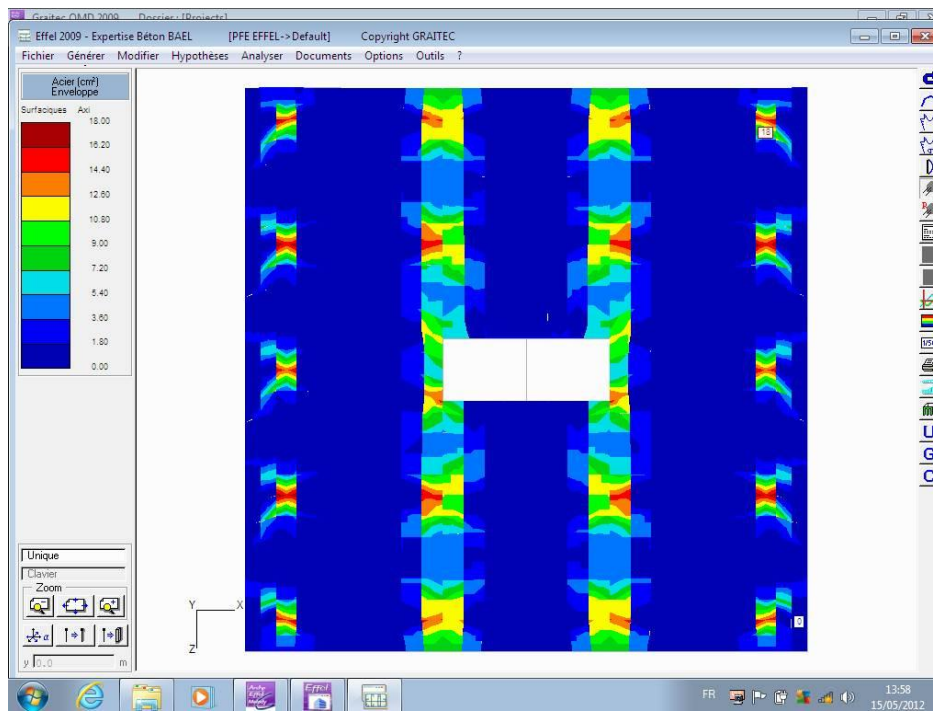 Graitec OMD 2009 Dossier : [Projects]
Effel 2009 - Expertise Béton BAEL [PFE EFFEL->Default] Copyright GRAITEC
Fichier Générer Modifier Hypothèses Analyser Documents Options Outils ?
Acier (cm²)
Enveloppe
Surfaciques Axi
18.00
16.20
14.40
12.60
10.80
9.00
7.20
5.40
3.60
1.80
0.00
18
0
Unique
Clavier
Zoom
α
y 0.0 m
Y X
Z
1/50
U
G
C
Effel
FR 13:58
15/05/2012